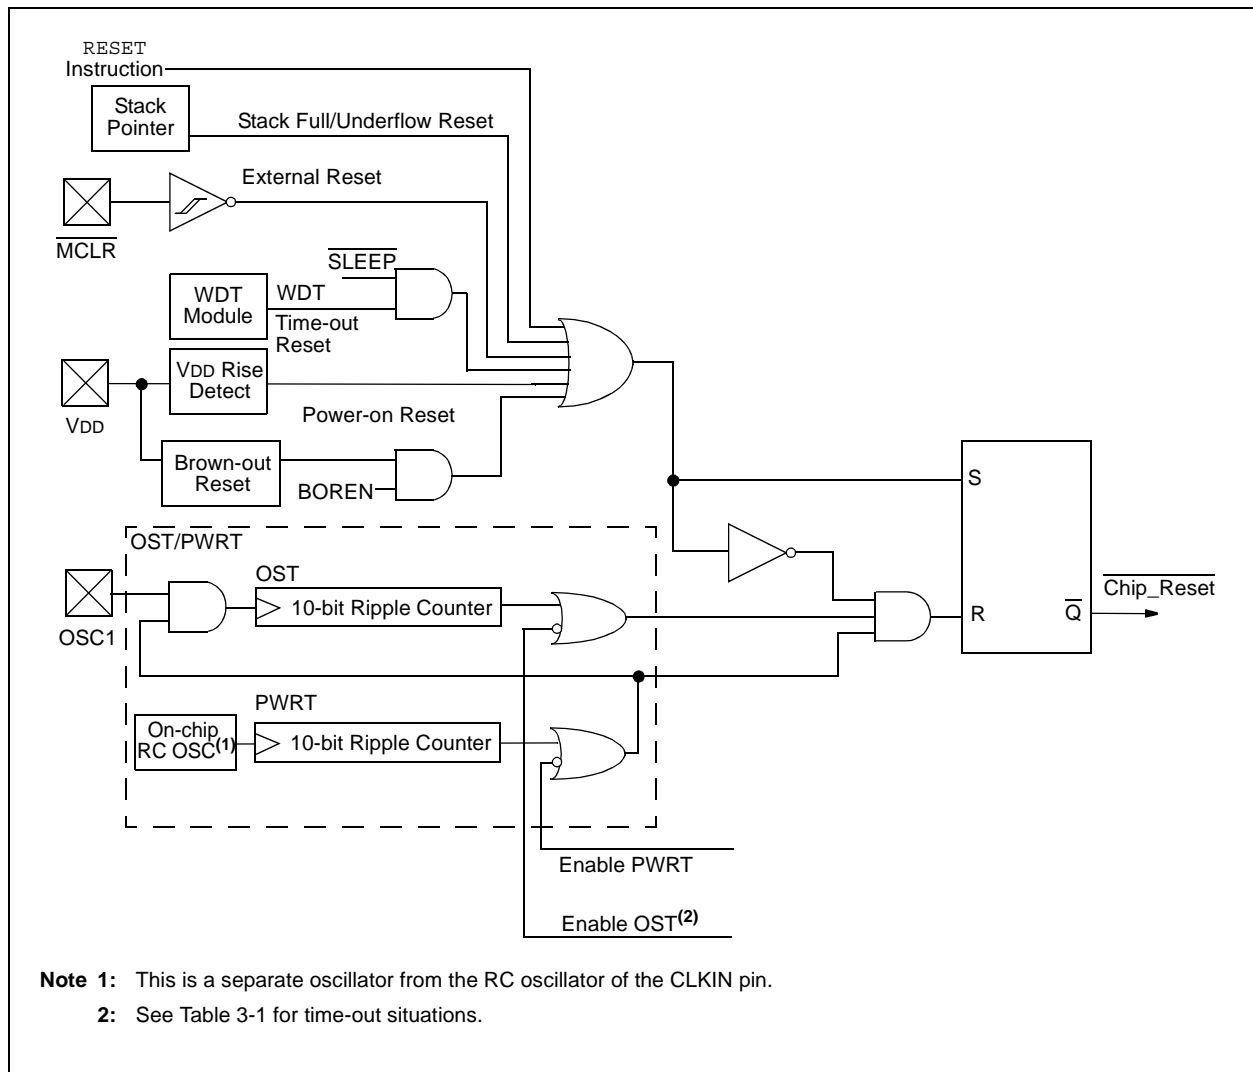 RESET
Instruction
Stack
Pointer
Stack Full/Underflow Reset
External Reset
MCLR
SLEEP
WDT
Module
WDT
Time-out
Reset
VDD Rise
Detect
VDD
Power-on Reset
Brown-out
Reset
BOREN
S
OST/PWRT
OST
10-bit Ripple Counter
OSC1
Chip_Reset
R
Q
PWRT
On-chip
RC OSC(1)
10-bit Ripple Counter
Enable PWRT
Enable OST(2)
Note 1: This is a separate oscillator from the RC oscillator of the CLKIN pin.
2: See Table 3-1 for time-out situations.